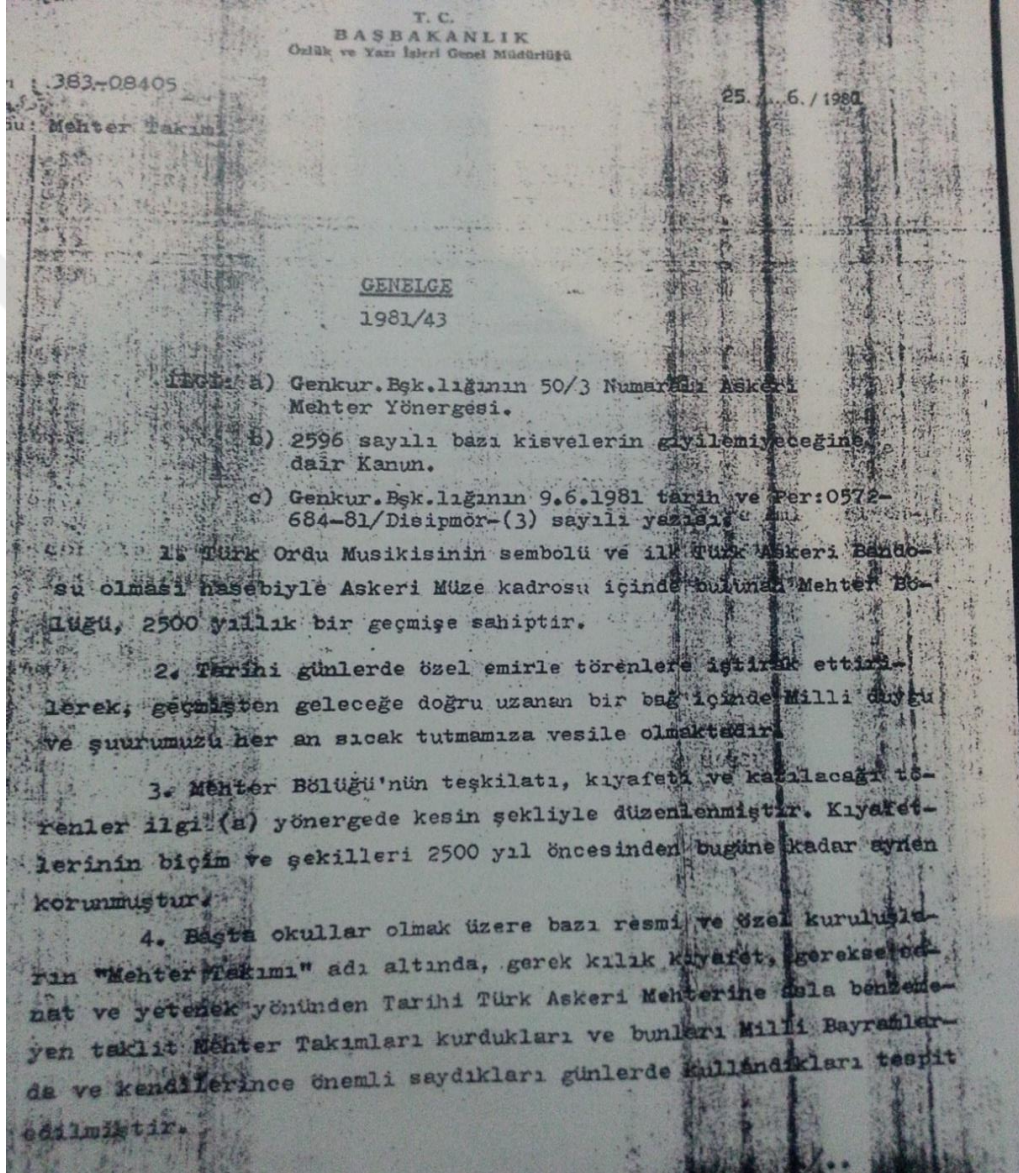 T. C.
BAŞBAKANLIK
Özlük ve Yazı İşleri Genel Müdürlüğü
: 383-08405
25./...6./1981
nu: Mehter Takımı
GENELGE
1981/43
İLGİ: a) Genkur.Bşk.lığının 50/3 Numaralı Askeri
Mehter Yönergesi.
b) 2596 sayılı bazı kisvelerin giyilemiyeceğine
dair Kanun.
c) Genkur.Bşk.lığının 9.6.1981 tarih ve Per:0572-
684-81/Disipmor-(3) sayılı yazısı.
1. Türk Ordu Musikisinin sembolü ve ilk Türk Askeri Bando-
su olması hasebiyle Askeri Müze kadrosu içinde bulunan Mehter Bö-
lüğü, 2500 yıllık bir geçmişe sahiptir.
2. Tarihi günlerde özel emirle törenlere iştirak ettiri-
lerek, geçmişten geleceğe doğru uzanan bir bağ içinde Milli duygu
ve şuurumuzu her an sıcak tutmamıza vesile olmaktadır.
3. Mehter Bölüğü'nün teşkilatı, kıyafeti ve katılacağı tö-
renler ilgi (a) yönergede kesin şekliyle düzenlenmiştir. Kıyafet-
lerinin biçim ve şekilleri 2500 yıl öncesinden bugüne kadar aynen
korunmuştur.
4. Başta okullar olmak üzere bazı resmi ve özel kuruluşla-
rın "Mehter Takımı" adı altında, gerek kılık kıyafet, gerekse
nat ve yetenek yönünden Tarihi Türk Askeri Mehterine asla benzeme-
yen taklit Mehter Takımları kurdukları ve bunları Milli Bayramlar-
da ve kendilerince önemli saydıkları günlerde kullandıkları tespit
edilmiştir.
./..